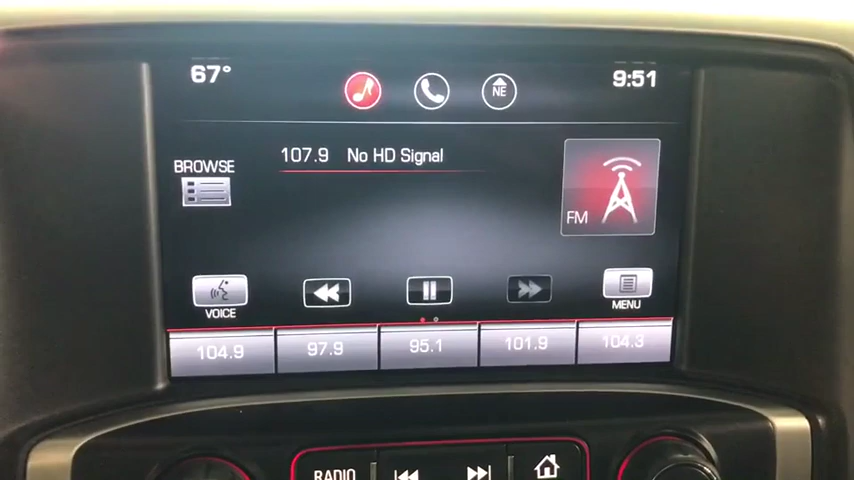 67° 9:51
NE
107.9 No HD Signal
BROWSE
FM
VOICE
MENU
104.9 97.9 95.1 101.9 104.3
RADIO